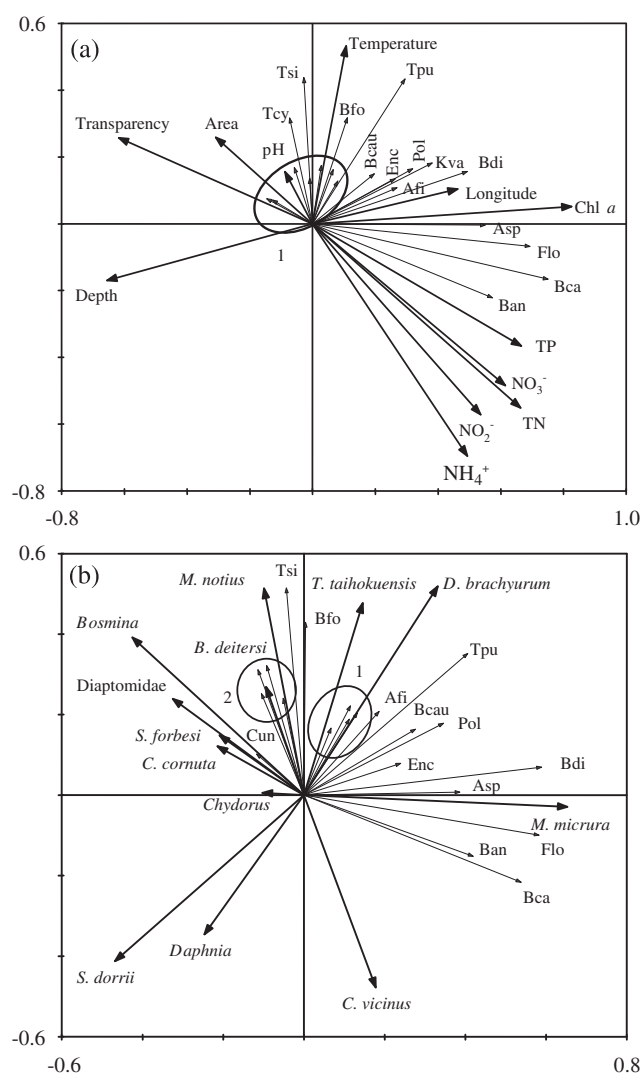 0.6
(a)
Temperature
Tsi
Tpu
Tcy
Bfo
Transparency
Area
pH
Bcau
Enc
Pol
Kva
Bdi
Afi
Longitude
Chl a
Asp
1
Flo
Depth
Bca
Ban
TP
NO3-
TN
NO2-
NH4+
-0.8
-0.8
1.0
0.6
(b)
M. notius
Tsi
T. taihokuensis
D. brachyurum
Bosmina
Bfo
B. deitersi
Tpu
Diaptomidae
2
1
Afi
Bcau
Pol
S. forbesi
Cun
C. cornuta
Enc
Bdi
Chydorus
Asp
M. micrura
Ban
Flo
Bca
Daphnia
S. dorrii
C. vicinus
-0.6
-0.6
0.8